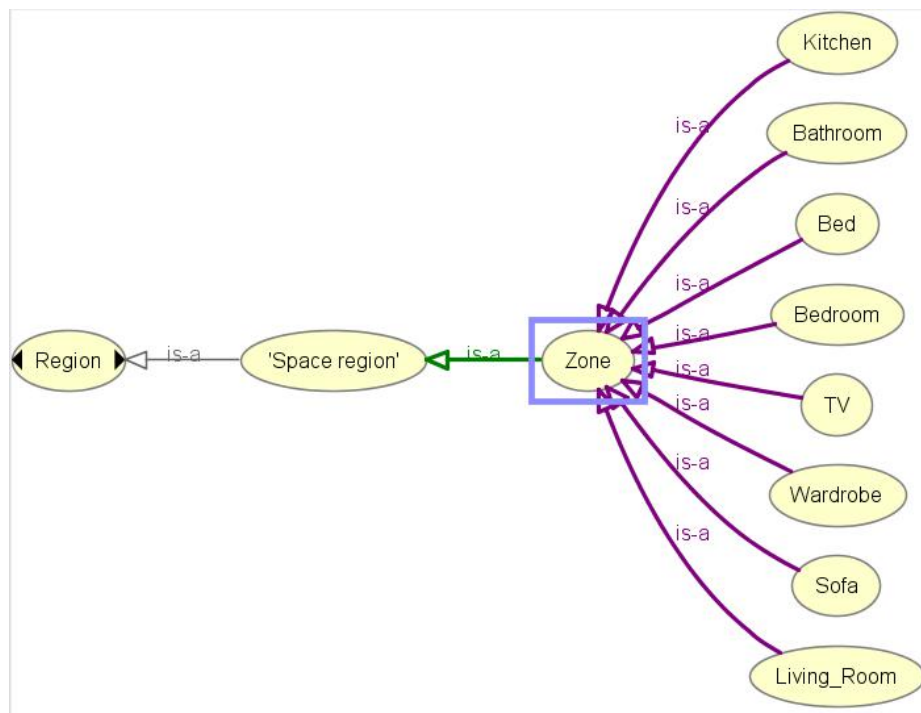 Kitchen
is-a
Bathroom
is-a
Bed
is-a
Bedroom
is-a
Region
is-a
'Space region'
is-a
Zone
is-a
TV
is-a
Wardrobe
is-a
Sofa
is-a
Living_Room